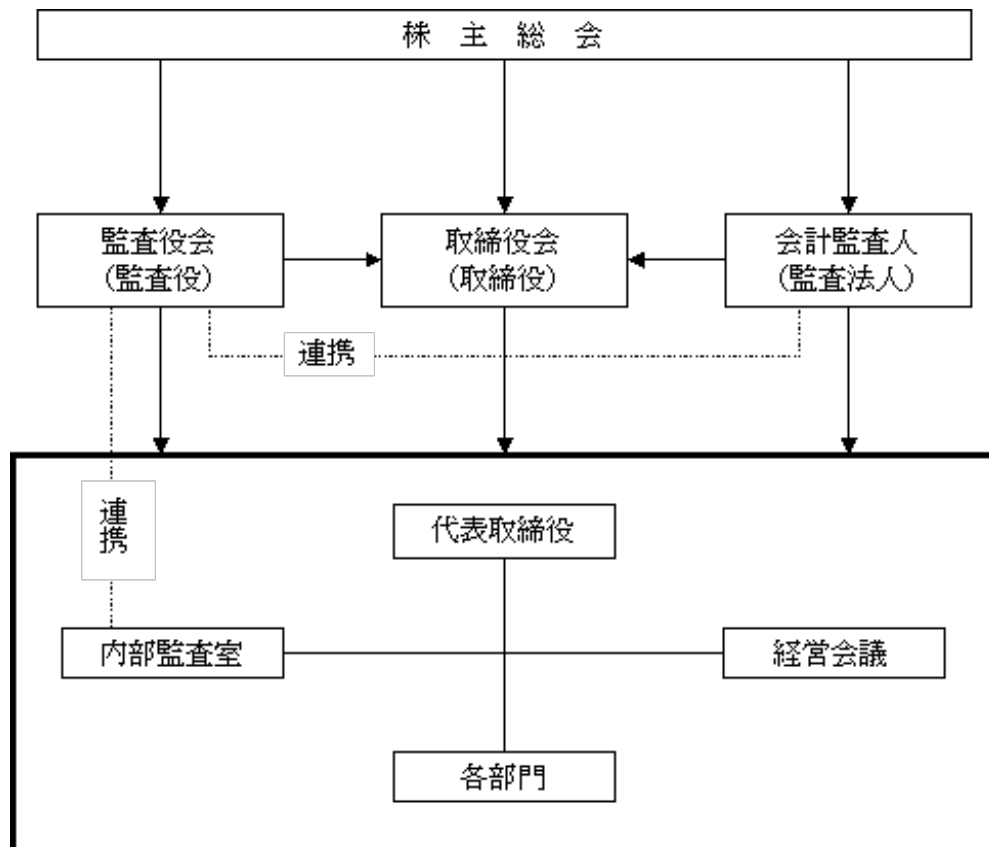 株 主 総 会
監査役会
(監査役)
取締役会
(取締役)
会計監査人
(監査法人)
連携
連
携
代表取締役
内部監査室
経営会議
各部門